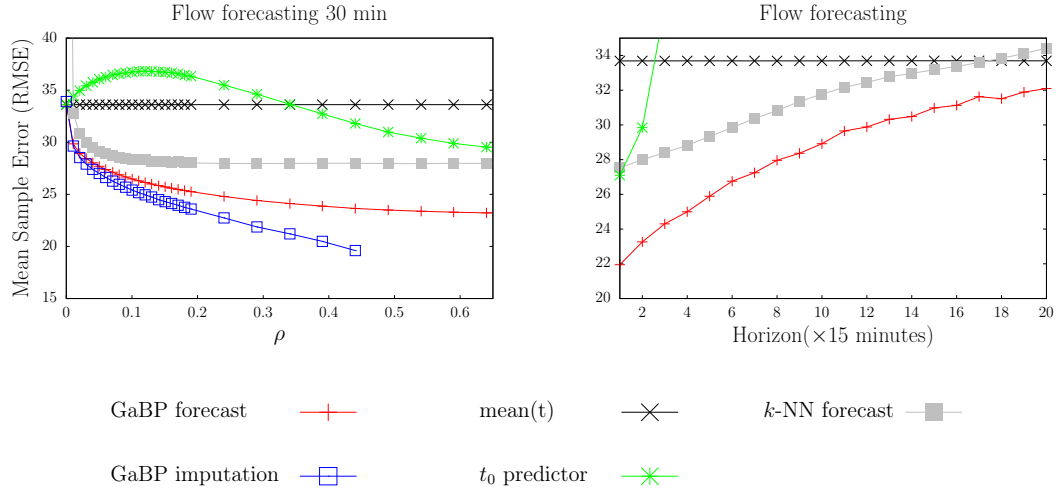 Flow forecasting 30 min
Mean Sample Error (RMSE)
40
35
30
25
20
15
0 0.1 0.2 0.3 0.4 0.5 0.6
ρ
Flow forecasting
34
32
30
28
26
24
22
20
2 4 6 8 10 12 14 16 18 20
Horizon(×15 minutes)
GaBP forecast
mean(t)
k-NN forecast
GaBP imputation
t₀ predictor